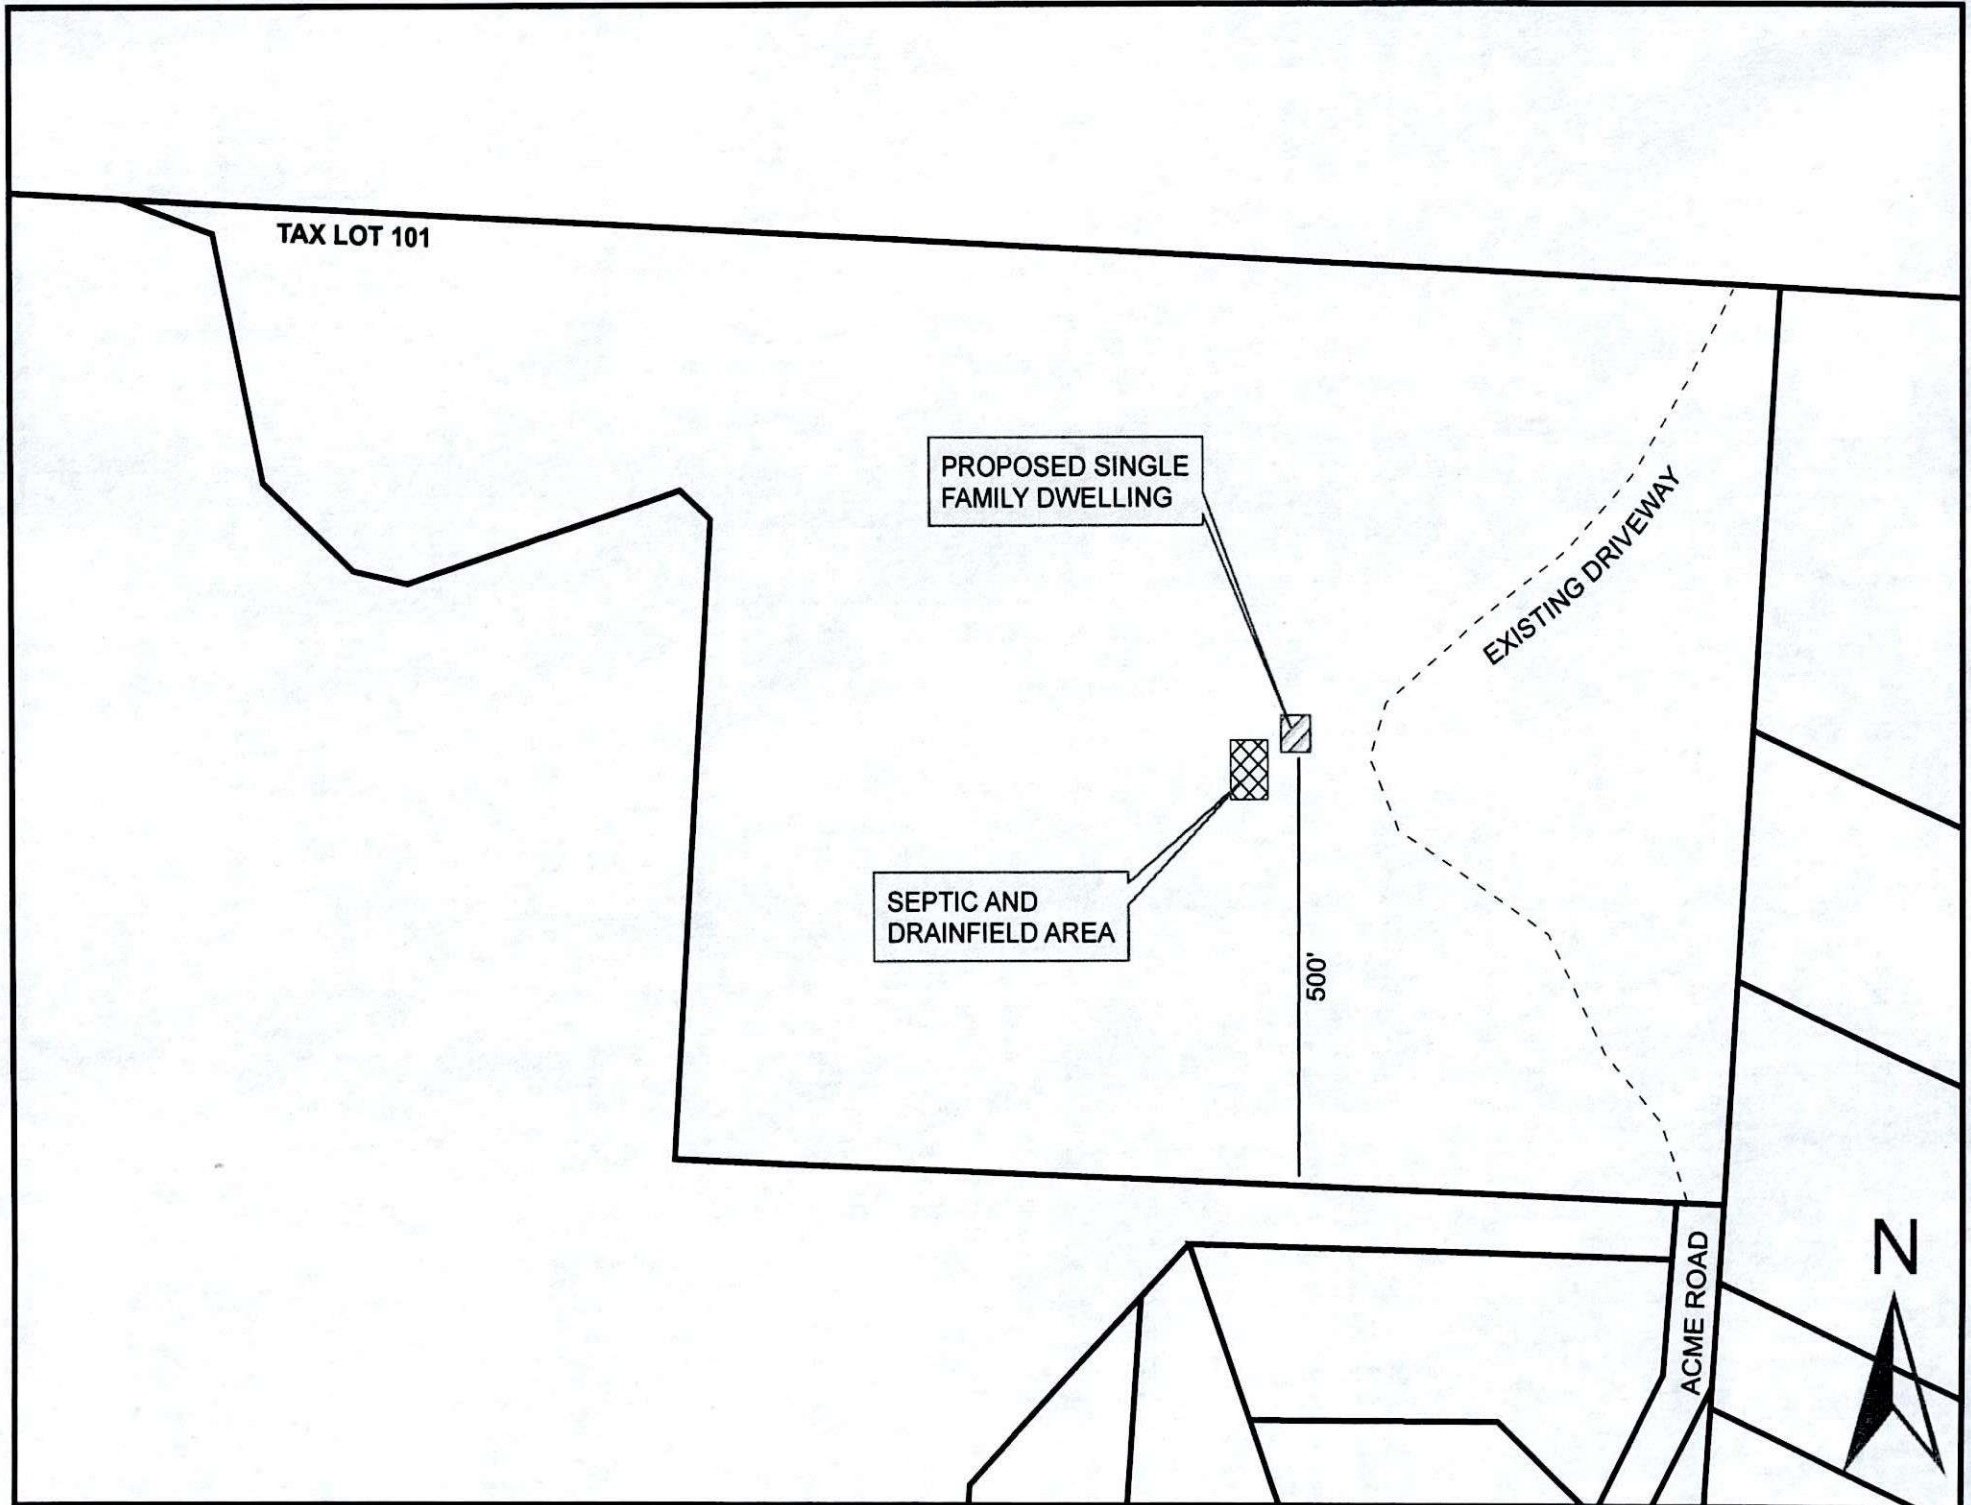 TAX LOT 101
PROPOSED SINGLE
FAMILY DWELLING
EXISTING DRIVEWAY
SEPTIC AND
DRAINFIELD AREA
500'
ACME ROAD
N